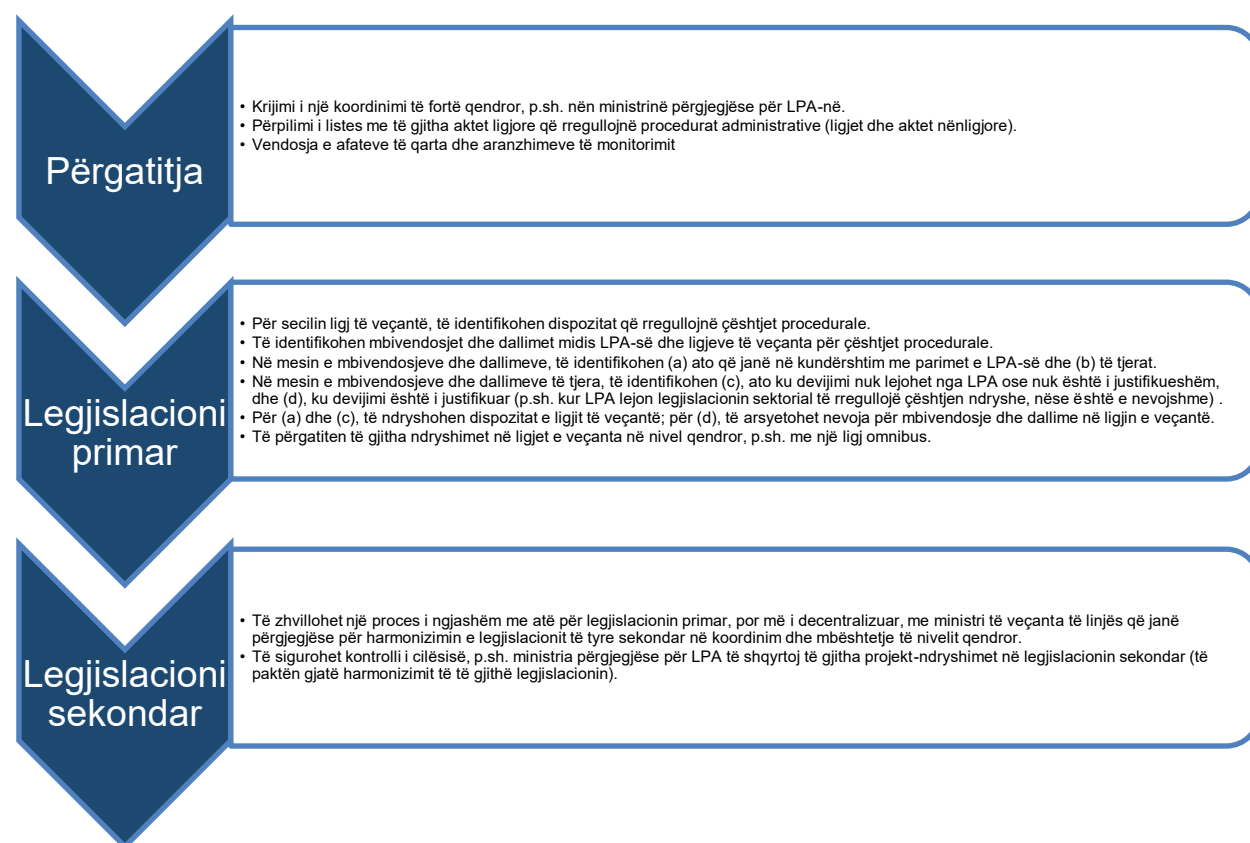 Përgatitja
• Krijimi i një koordinimi të fortë qendror, p.sh. nën ministrinë përgjegjëse për LPA-në.
• Përpilimi i listes me të gjitha aktet ligjore që rregullojnë procedurat administrative (ligjet dhe aktet nënligjore).
• Vendosja e afateve të qarta dhe aranzhimeve të monitorimit
Legjislacioni
primar
• Për secilin ligj të veçantë, të identifikohen dispozitat që rregullojnë çështjet procedurale.
• Të identifikohen mbivendosjet dhe dallimet midis LPA-së dhe ligjeve të veçanta për çështjet procedurale.
• Në mesin e mbivendosjeve dhe dallimeve, të identifikohen (a) ato që janë në kundërshtim me parimet e LPA-së dhe (b) të tjerat.
• Në mesin e mbivendosjeve dhe dallimeve të tjera, të identifikohen (c), ato ku devijimi nuk lejohet nga LPA ose nuk është i justifikueshëm,
dhe (d), ku devijimi është i justifikuar (p.sh. kur LPA lejon legjislacionin sektorial të rregullojë çështjen ndryshe, nëse është e nevojshme) .
• Për (a) dhe (c), të ndryshohen dispozitat e ligjit të veçantë; për (d), të arsyetohet nevoja për mbivendosje dhe dallime në ligjin e veçantë.
• Të përgatiten të gjitha ndryshimet në ligjet e veçanta në nivel qendror, p.sh. me një ligj omnibus.
Legjislacioni
sekondar
• Të zhvillohet një proces i ngjashëm me atë për legjislacionin primar, por më i decentralizuar, me ministri të veçanta të linjës që janë
përgjegjëse për harmonizimin e legjislacionit të tyre sekondar në koordinim dhe mbështetje të nivelit qendror.
• Të sigurohet kontrolli i cilësisë, p.sh. ministria përgjegjëse për LPA të shqyrtoj të gjitha projekt-ndryshimet në legjislacionin sekondar (të
paktën gjatë harmonizimit të të gjithë legjislacionin).